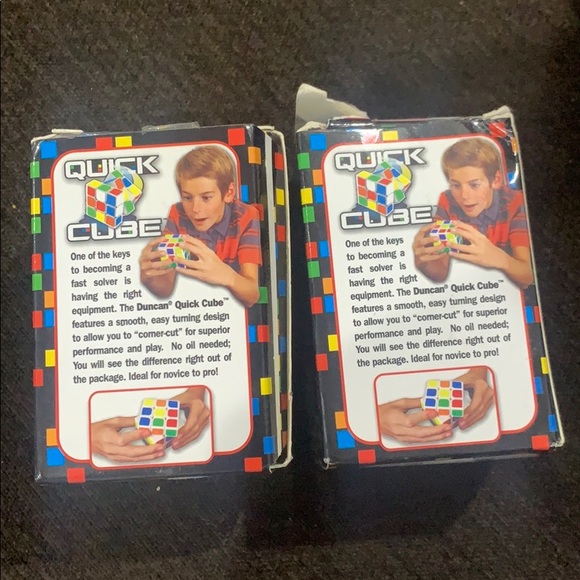 QUICK
CUBE
One of the keys
to becoming a
fast solver is
having the right
equipment. The Duncan® Quick Cube™
features a smooth, easy turning design
to allow you to "corner-cut" for superior
performance and play. No oil needed;
You will see the difference right out of
the package. Ideal for novice to pro!
QUICK
CUBE
One of the keys
to becoming a
fast solver is
having the right
equipment. The Duncan® Quick Cube™
features a smooth, easy turning design
to allow you to "corner-cut" for superior
performance and play. No oil needed;
You will see the difference right out of
the package. Ideal for novice to pro!